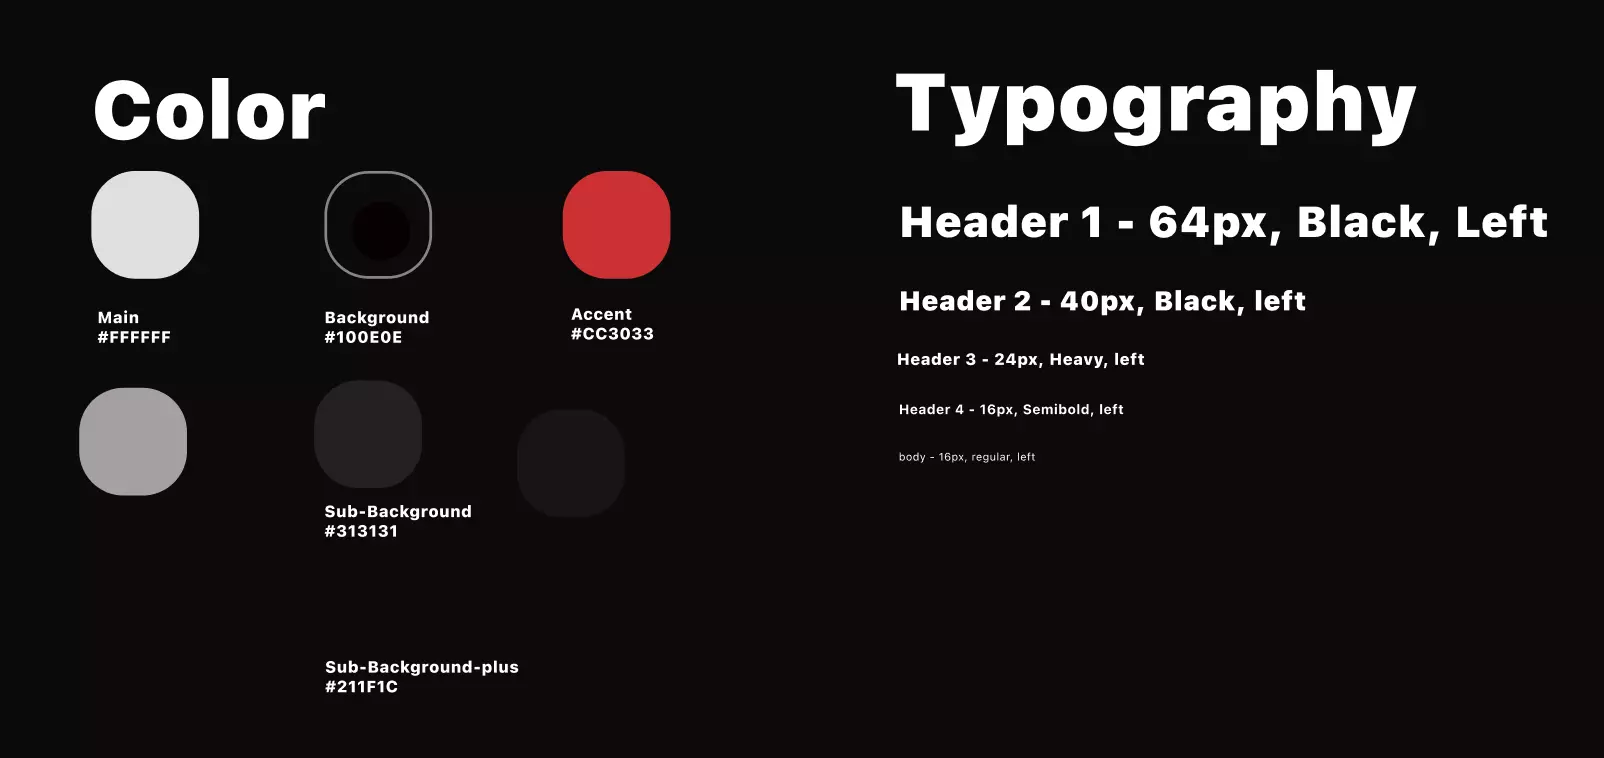 Color
Main
#FFFFFF
Background
#100E0E
Accent
#CC3033
Sub-Background
#313131
Sub-Background-plus
#211F1C
Typography
Header 1 - 64px, Black, Left
Header 2 - 40px, Black, left
Header 3 - 24px, Heavy, left
Header 4 - 16px, Semibold, left
body - 16px, regular, left